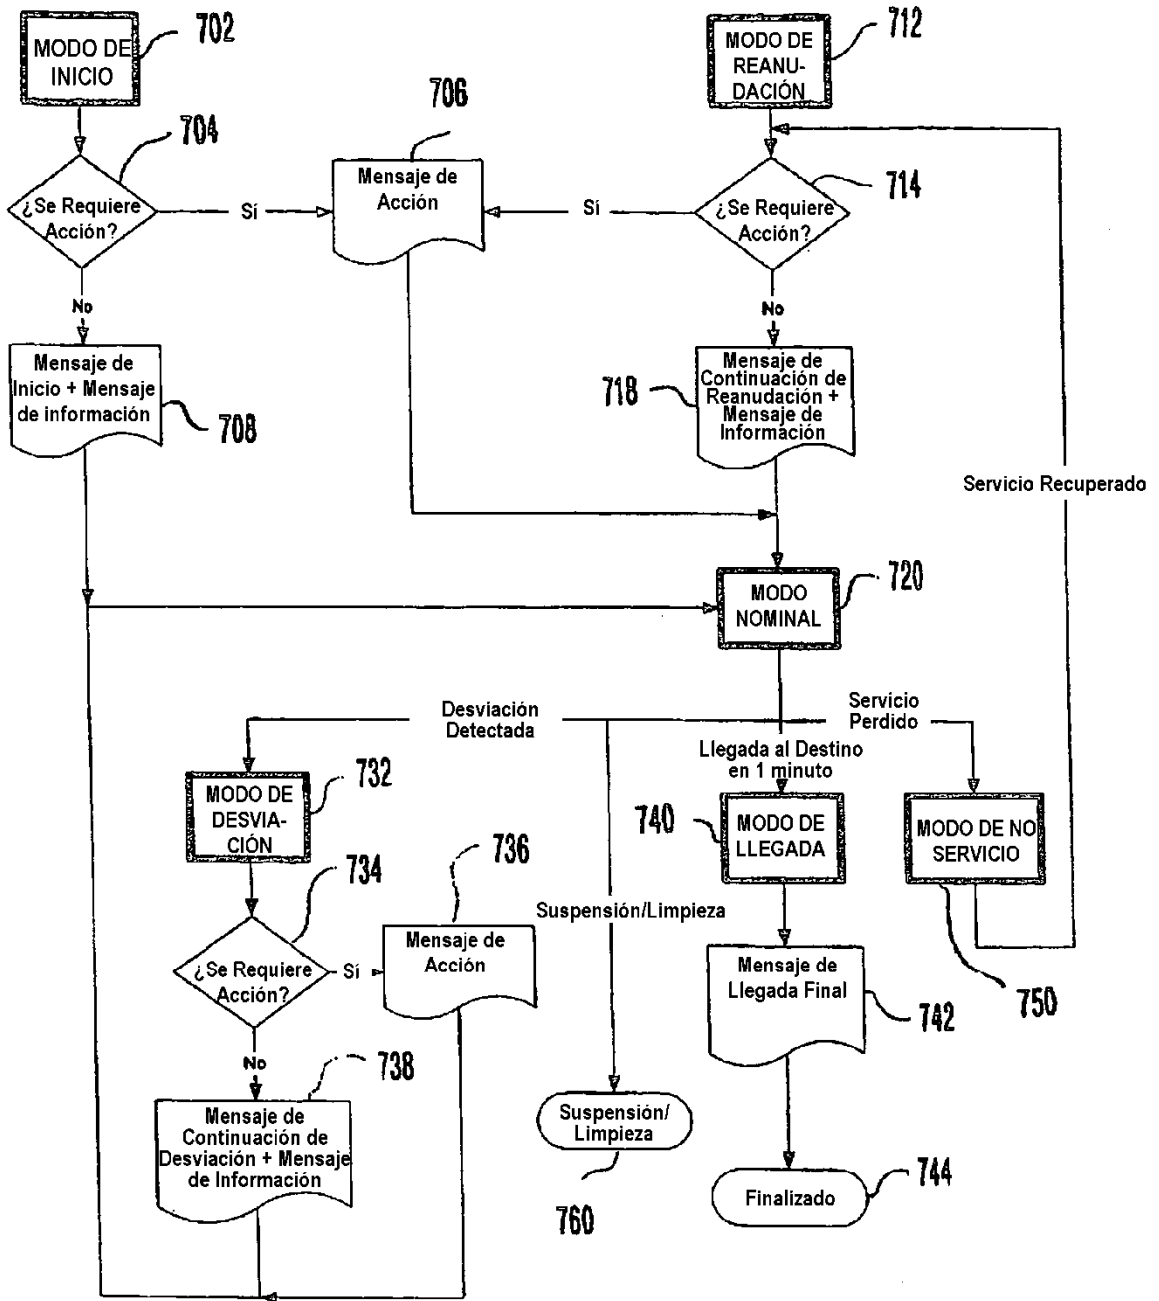 MODO DE
INICIO
702
MODO DE
REANU-
DACIÓN
712
704
706
¿Se Requiere
Acción?
Sí
Mensaje de
Acción
Sí
714
¿Se Requiere
Acción?
No
No
Mensaje de
Inicio + Mensaje
de información
708
718
Mensaje de
Continuación de
Reanudación +
Mensaje de
Información
Servicio Recuperado
MODO
NOMINAL
720
Desviación
Detectada
Servicio
Perdido
Llegada al Destino
en 1 minuto
MODO DE
DESVIA-
CIÓN
732
740
MODO DE
LLEGADA
MODO DE NO
SERVICIO
734
736
Suspensión/Limpieza
¿Se Requiere
Acción?
Sí
Mensaje de
Acción
Mensaje de
Llegada Final
742
750
No
738
Mensaje de
Continuación de
Desviación + Mensaje
de Información
Suspensión/
Limpieza
760
Finalizado
744